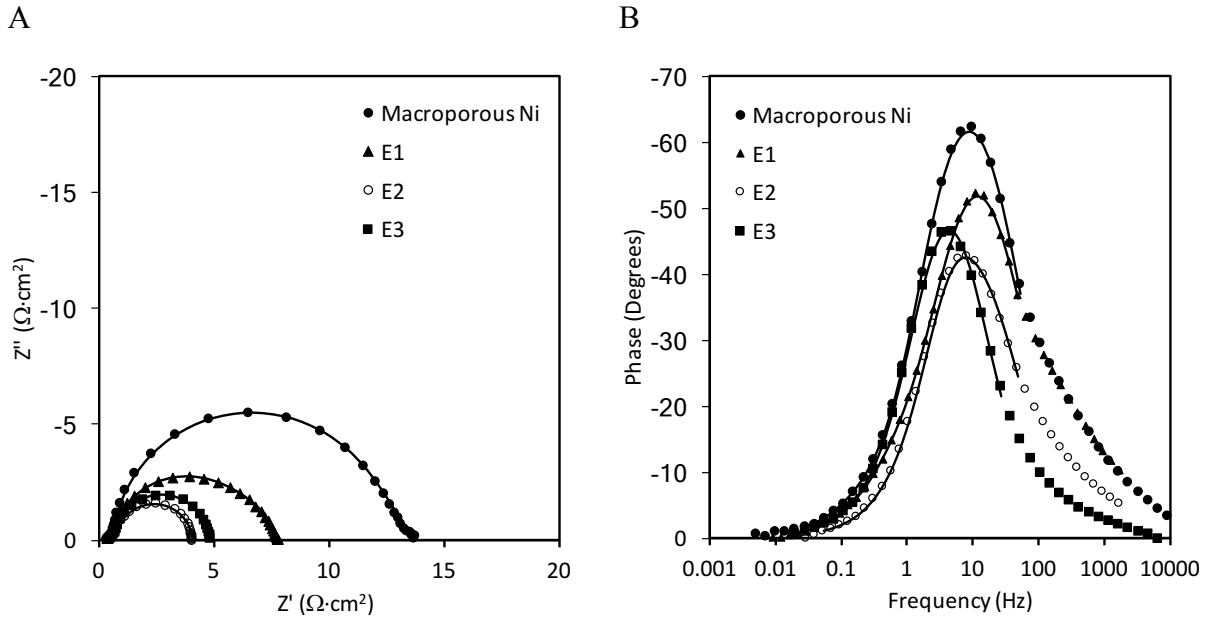 A
-20
-15
-10
-5
0
Z'' (Ω·cm²)
Macroporous Ni
E1
E2
E3
0 5 10 15 20
Z' (Ω·cm²)
B
-70
-60
-50
-40
-30
-20
-10
0
Phase (Degrees)
Macroporous Ni
E1
E2
E3
0.001 0.01 0.1 1 10 100 1000 10000
Frequency (Hz)